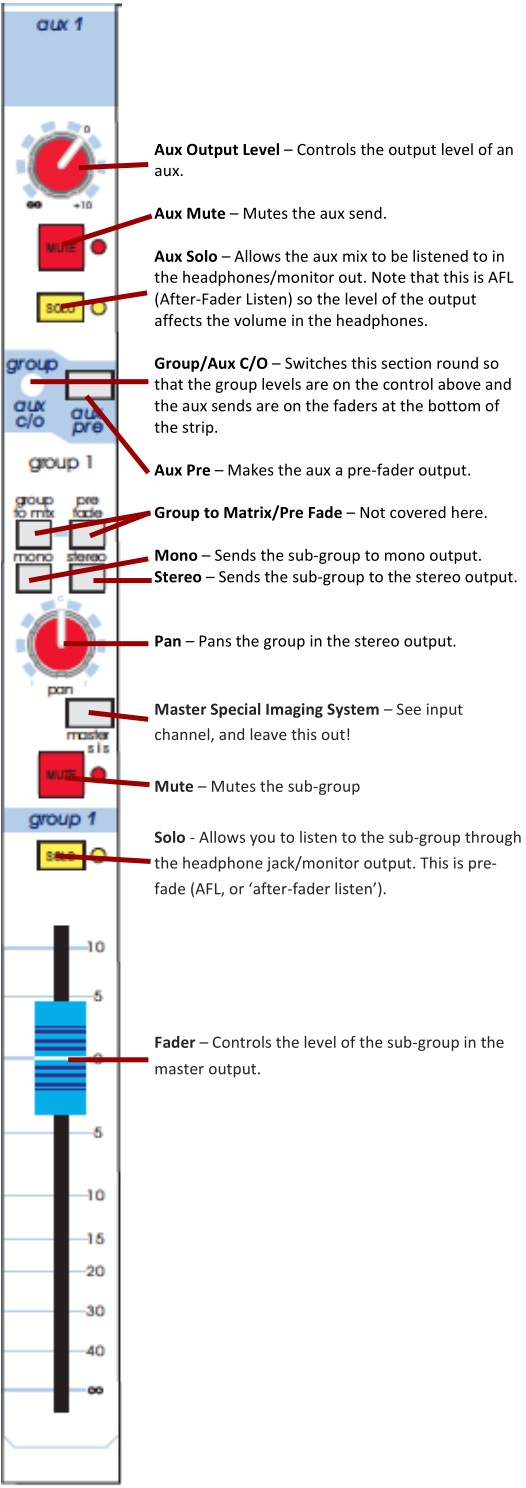 aux 1
0
∞ +10
Aux Output Level – Controls the output level of an
aux.
MUTE
Aux Mute – Mutes the aux send.
SOLO
Aux Solo – Allows the aux mix to be listened to in
the headphones/monitor out. Note that this is AFL
(After-Fader Listen) so the level of the output
affects the volume in the headphones.
group
aux
c/o
aux
pre
Group/Aux C/O – Switches this section round so
that the group levels are on the control above and
the aux sends are on the faders at the bottom of
the strip.
group 1
Aux Pre – Makes the aux a pre-fader output.
group
to mtx
pre
fade
Group to Matrix/Pre Fade – Not covered here.
mono stereo
Mono – Sends the sub-group to mono output.
Stereo – Sends the sub-group to the stereo output.
pan
Pan – Pans the group in the stereo output.
master
sis
Master Special Imaging System – See input
channel, and leave this out!
MUTE
Mute – Mutes the sub-group
group 1
SOLO
Solo - Allows you to listen to the sub-group through
the headphone jack/monitor output. This is pre-
fade (AFL, or ‘after-fader listen’).
10
5
0
Fader – Controls the level of the sub-group in the
master output.
5
10
15
20
30
40
∞